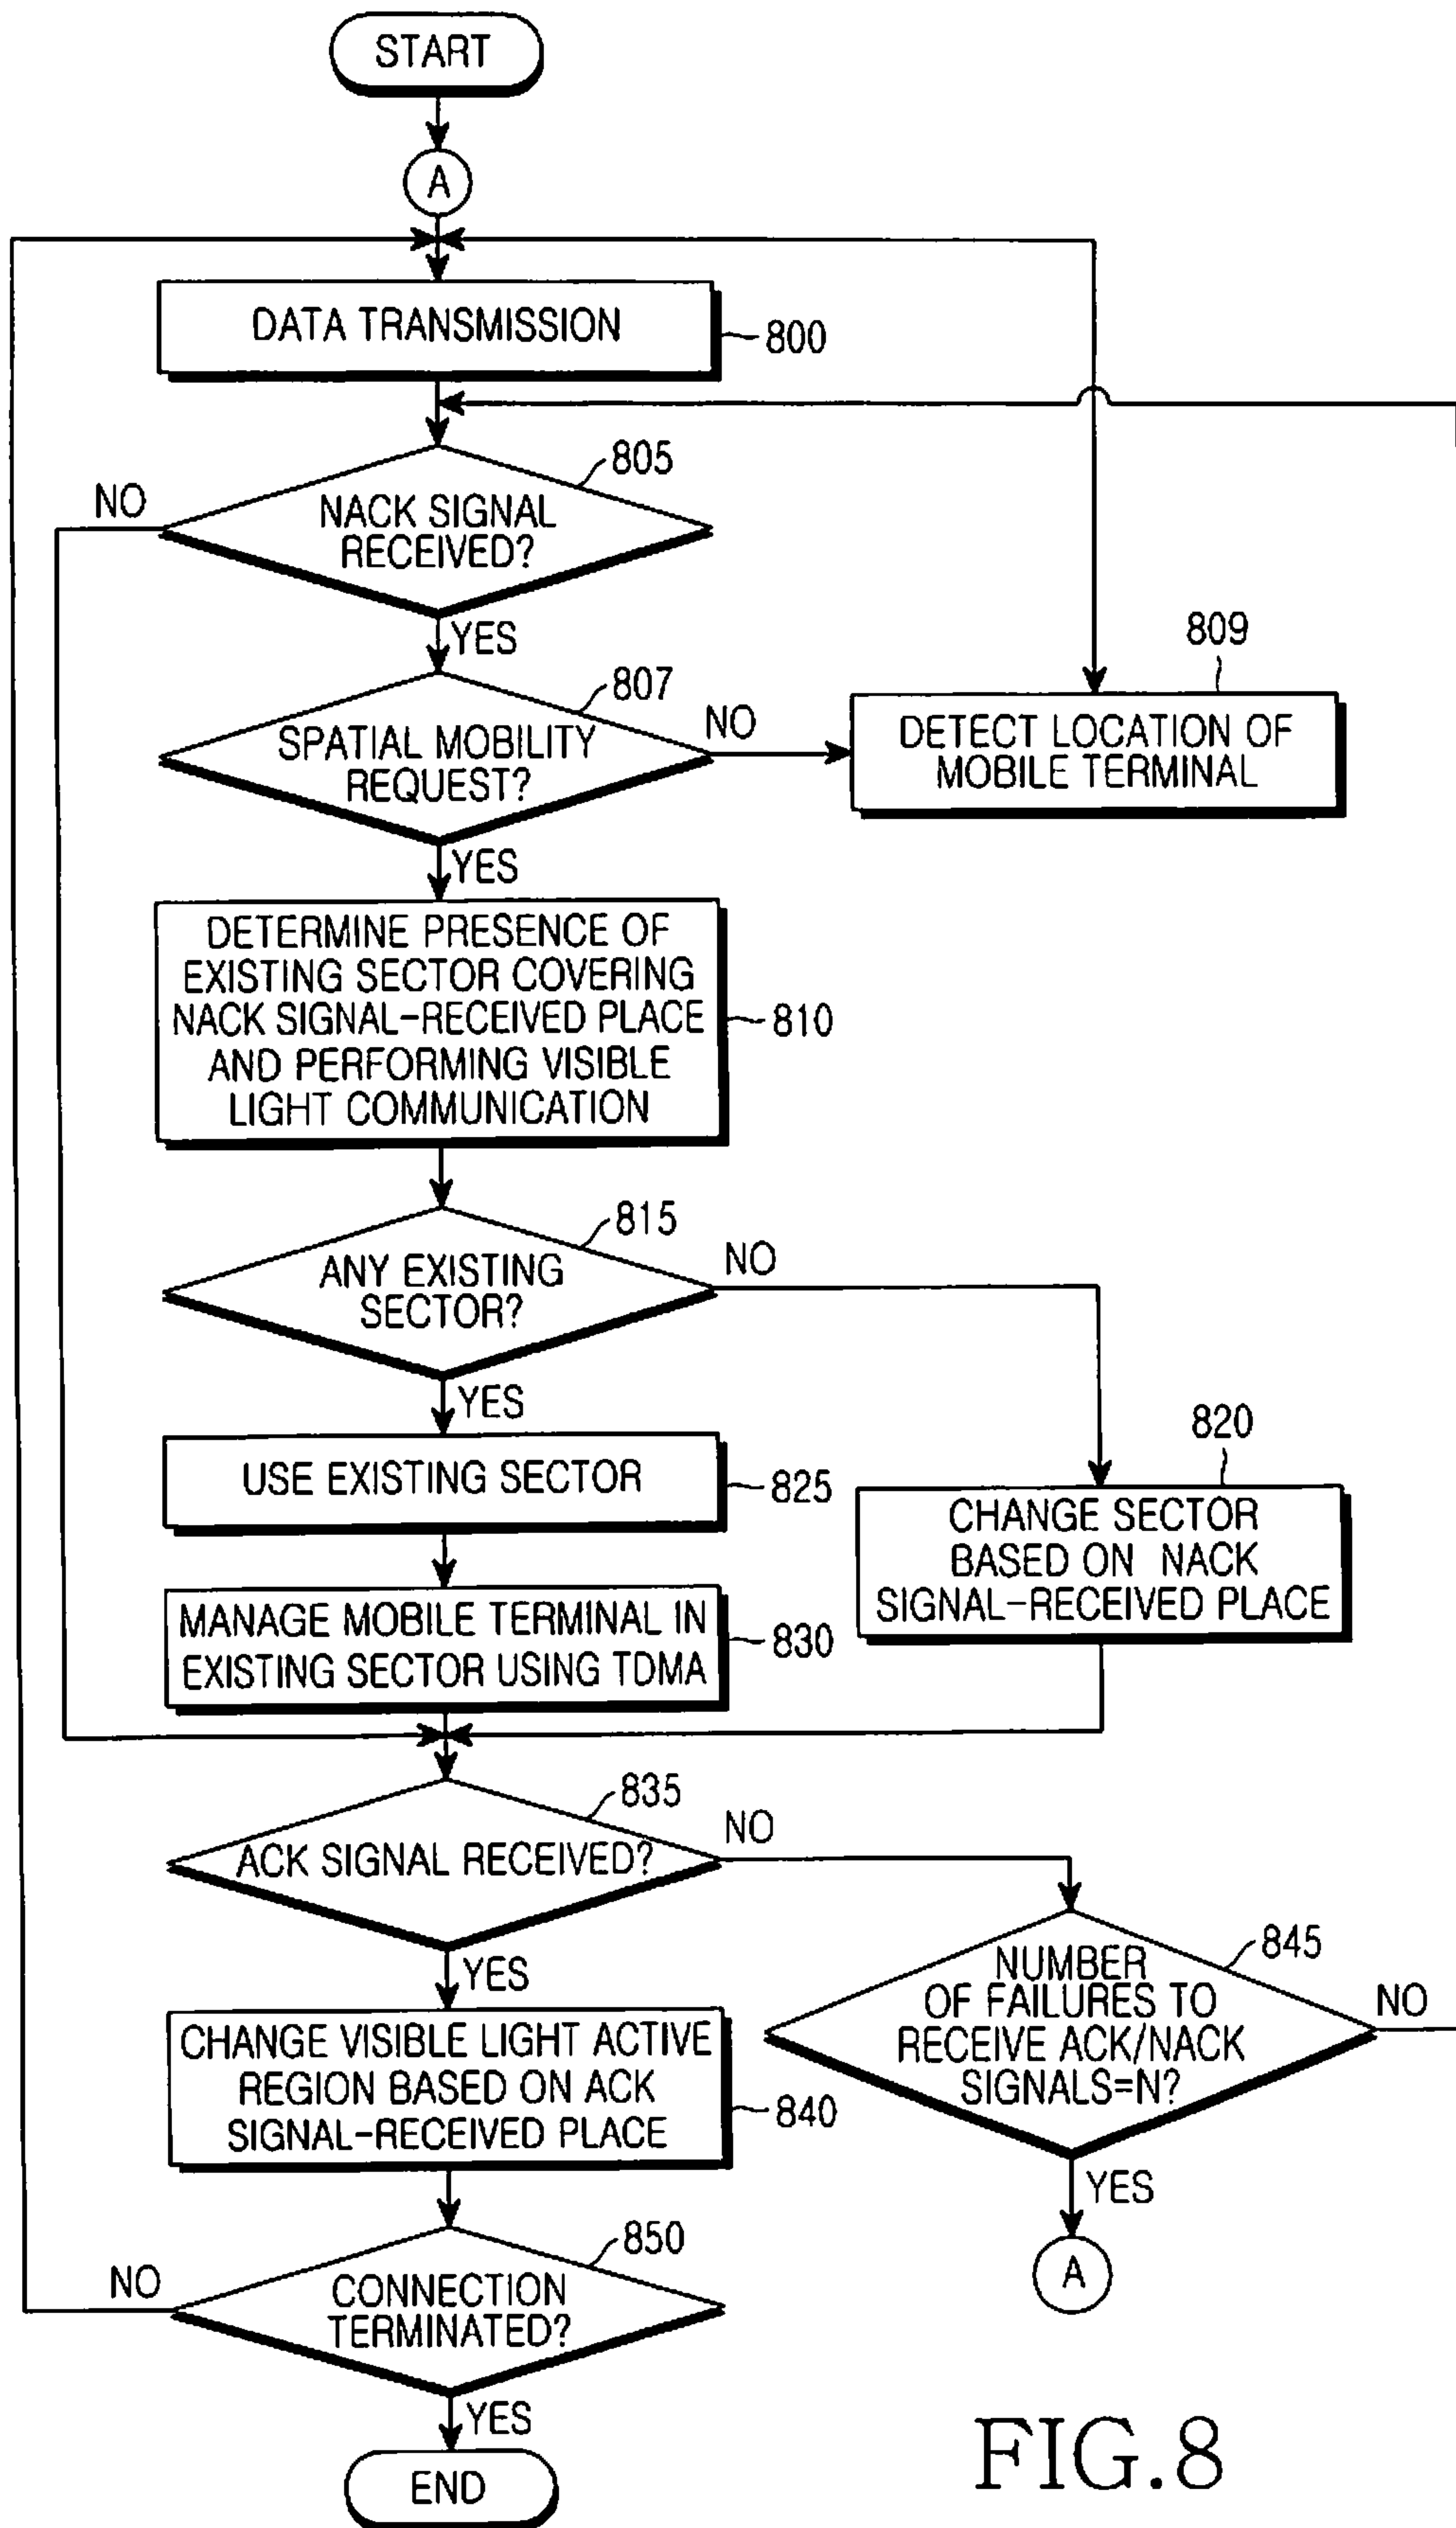 START
A
DATA TRANSMISSION
800
805
NO
NACK SIGNAL
RECEIVED?
YES
807
809
SPATIAL MOBILITY
REQUEST?
NO
DETECT LOCATION OF
MOBILE TERMINAL
YES
DETERMINE PRESENCE OF
EXISTING SECTOR COVERING
NACK SIGNAL-RECEIVED PLACE
AND PERFORMING VISIBLE
LIGHT COMMUNICATION
810
815
ANY EXISTING
SECTOR?
NO
YES
820
USE EXISTING SECTOR
825
CHANGE SECTOR
BASED ON NACK
SIGNAL-RECEIVED PLACE
MANAGE MOBILE TERMINAL IN
EXISTING SECTOR USING TDMA
830
835
ACK SIGNAL RECEIVED?
NO
YES
845
NUMBER
OF FAILURES TO
RECEIVE ACK/NACK
SIGNALS=N?
NO
CHANGE VISIBLE LIGHT ACTIVE
REGION BASED ON ACK
SIGNAL-RECEIVED PLACE
840
YES
A
850
NO
CONNECTION
TERMINATED?
YES
END
FIG.8